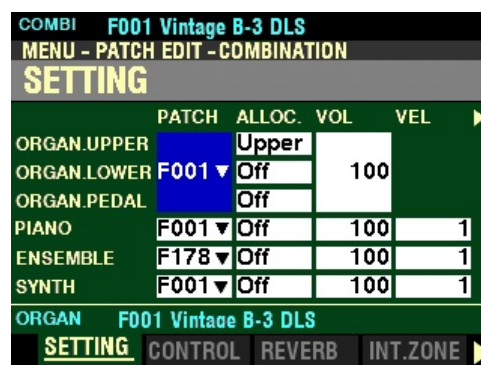 COMBI F001 Vintage B-3 DLS
MENU - PATCH EDIT - COMBINATION
SETTING
PATCH ALLOC. VOL VEL
ORGAN.UPPER Upper
ORGAN.LOWER F001 ▼ Off 100
ORGAN.PEDAL Off
PIANO F001 ▼ Off 100 1
ENSEMBLE F178 ▼ Off 100 1
SYNTH F001 ▼ Off 100 1
ORGAN F001 Vintage B-3 DLS
SETTING CONTROL REVERB INT.ZONE